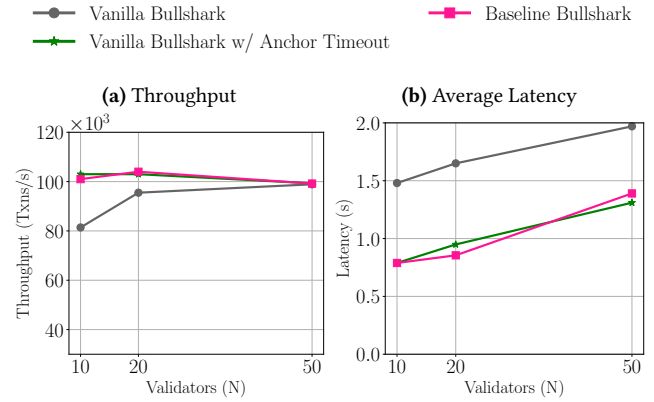 Vanilla Bullshark
Baseline Bullshark
Vanilla Bullshark w/ Anchor Timeout
(a) Throughput
(b) Average Latency
×10³
120
100
80
60
40
Throughput (Txns/s)
10 20 50
Validators (N)
2.0
1.5
1.0
0.5
0.0
Latency (s)
10 20 50
Validators (N)